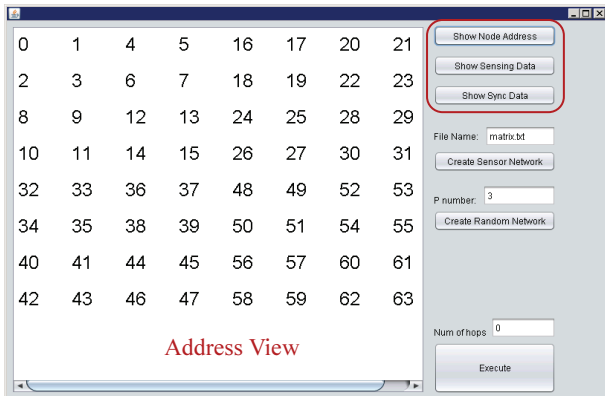 0 1 4 5 16 17 20 21
2 3 6 7 18 19 22 23
8 9 12 13 24 25 28 29
10 11 14 15 26 27 30 31
32 33 36 37 48 49 52 53
34 35 38 39 50 51 54 55
40 41 44 45 56 57 60 61
42 43 46 47 58 59 62 63
Address View
Show Node Address
Show Sensing Data
Show Sync Data
File Name: matrix.txt
Create Sensor Network
P number: 3
Create Random Network
Num of hops 0
Execute